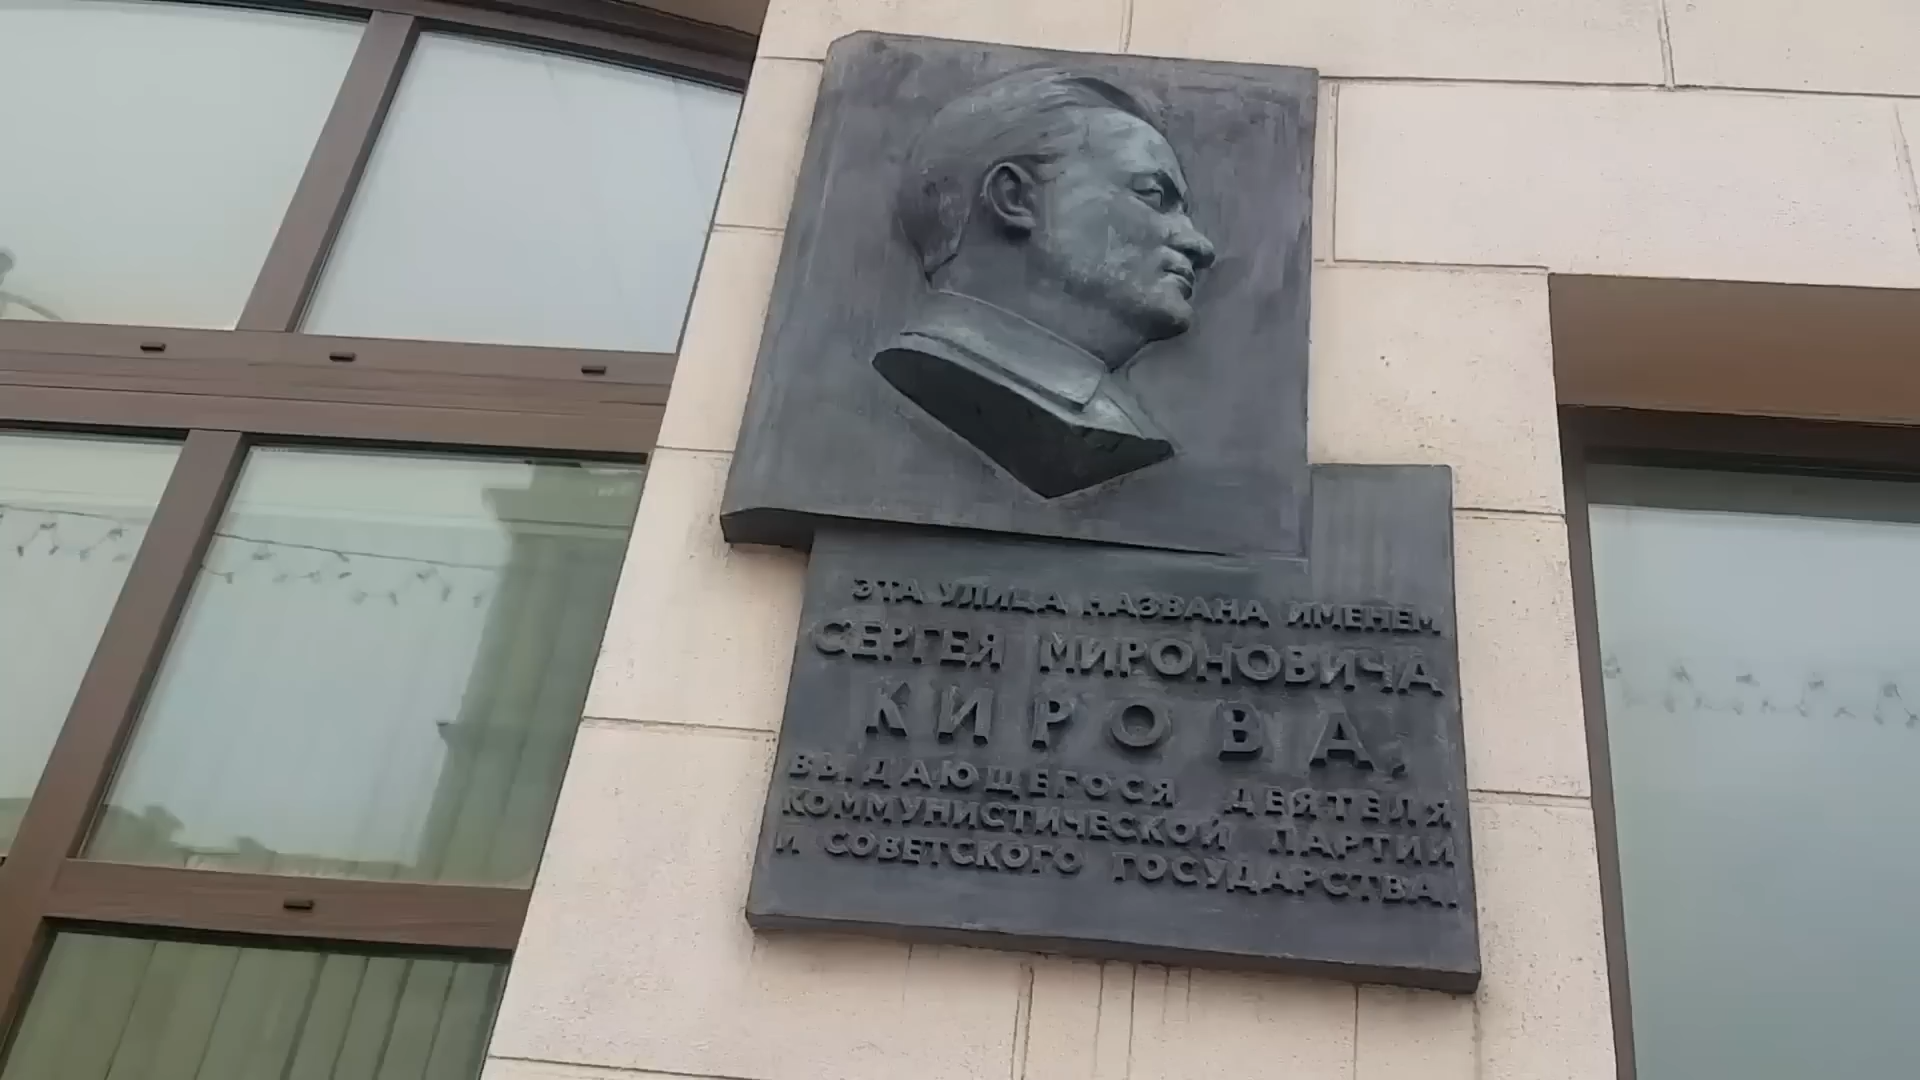 ЭТА УЛИЦА НАЗВАНА ИМЕНЕМ
СЕРГЕЯ МИРОНОВИЧА
КИРОВА.
ВЫДАЮЩЕГОСЯ ДЕЯТЕЛЯ
КОММУНИСТИЧЕСКОЙ ПАРТИИ
И СОВЕТСКОГО ГОСУДАРСТВА.